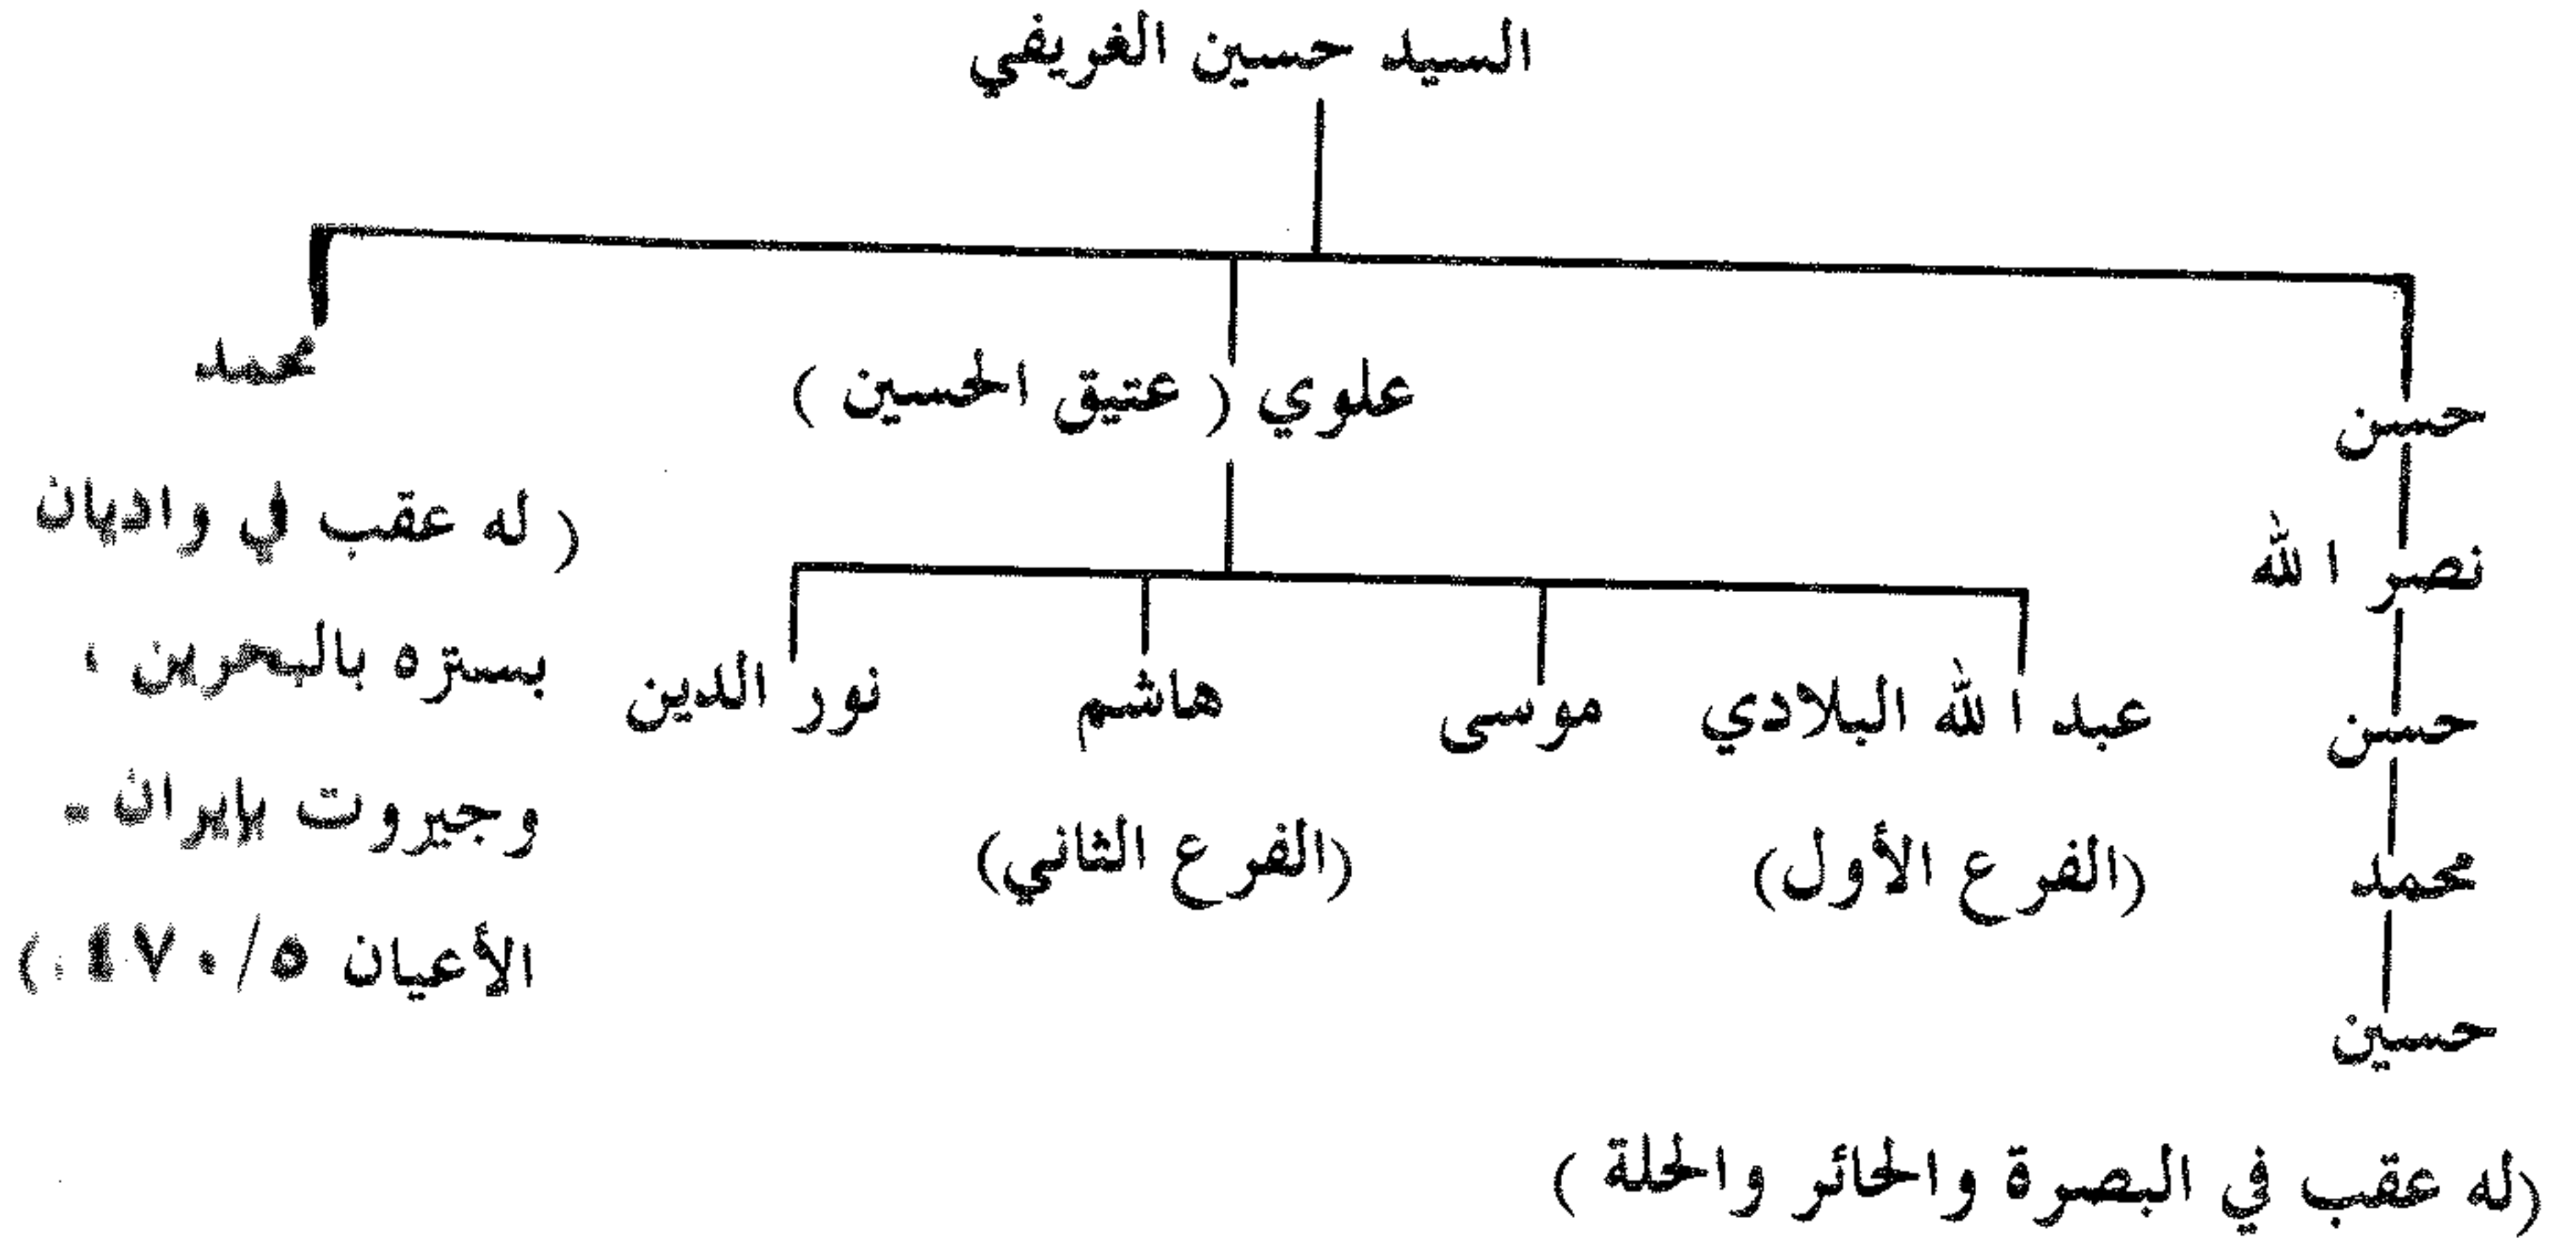 السيد حسين الغريفي
حسن
نصر الله
حسن
محمد
حسين
(له عقب في البصرة والحائر والحلة )
علوي ( عتيق الحسين )
عبد الله البلادي
(الفرع الأول)
موسى
هاشم
(الفرع الثاني)
نور الدين
محمد
( له عقب في واديان
بستره بالبحرين ،
وجيروت بإيران -
الأعيان ٥/٤٧٠ )